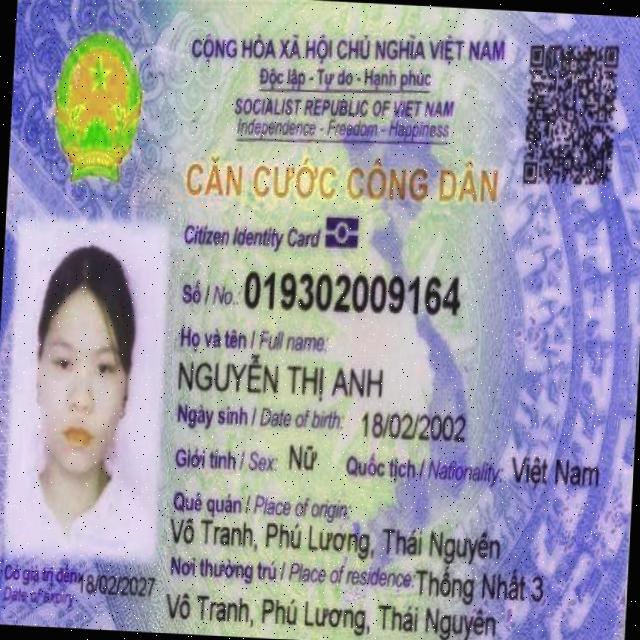 CỘNG HÒA XÃ HỘI CHỦ NGHĨA VIỆT NAM
Độc lập - Tự do - Hạnh phúc
SOCIALIST REPUBLIC OF VIET NAM
Independence - Freedom - Happiness
CĂN CƯỚC CÔNG DÂN
Citizen Identity Card
Số / No.: 019302009164
Họ và tên / Full name:
NGUYỄN THỊ ANH
Ngày sinh / Date of birth: 18/02/2002
Giới tính / Sex: Nữ Quốc tịch / Nationality: Việt Nam
Quê quán / Place of origin:
Vô Tranh, Phú Lương, Thái Nguyên
Nơi thường trú / Place of residence: Thống Nhất 3
Vô Tranh, Phú Lương, Thái Nguyên
Có giá trị đến: 18/02/2027
Date of expiry